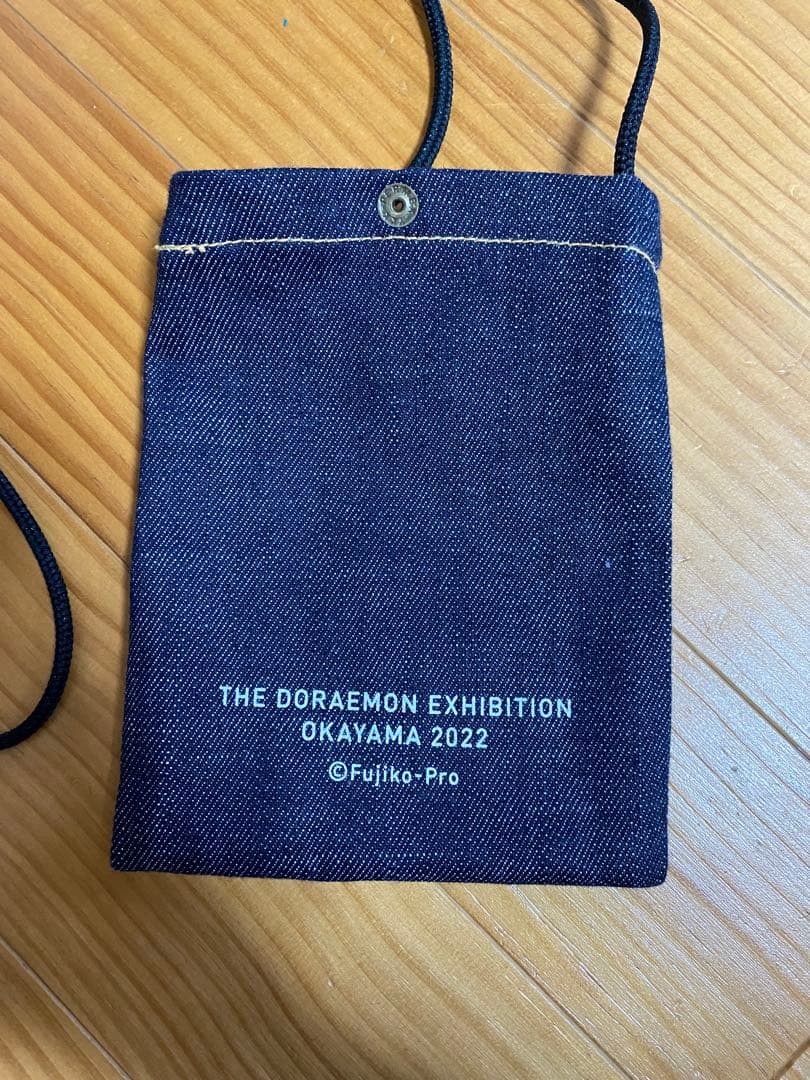 THE DORAEMON EXHIBITION
OKAYAMA 2022
©Fujiko-Pro